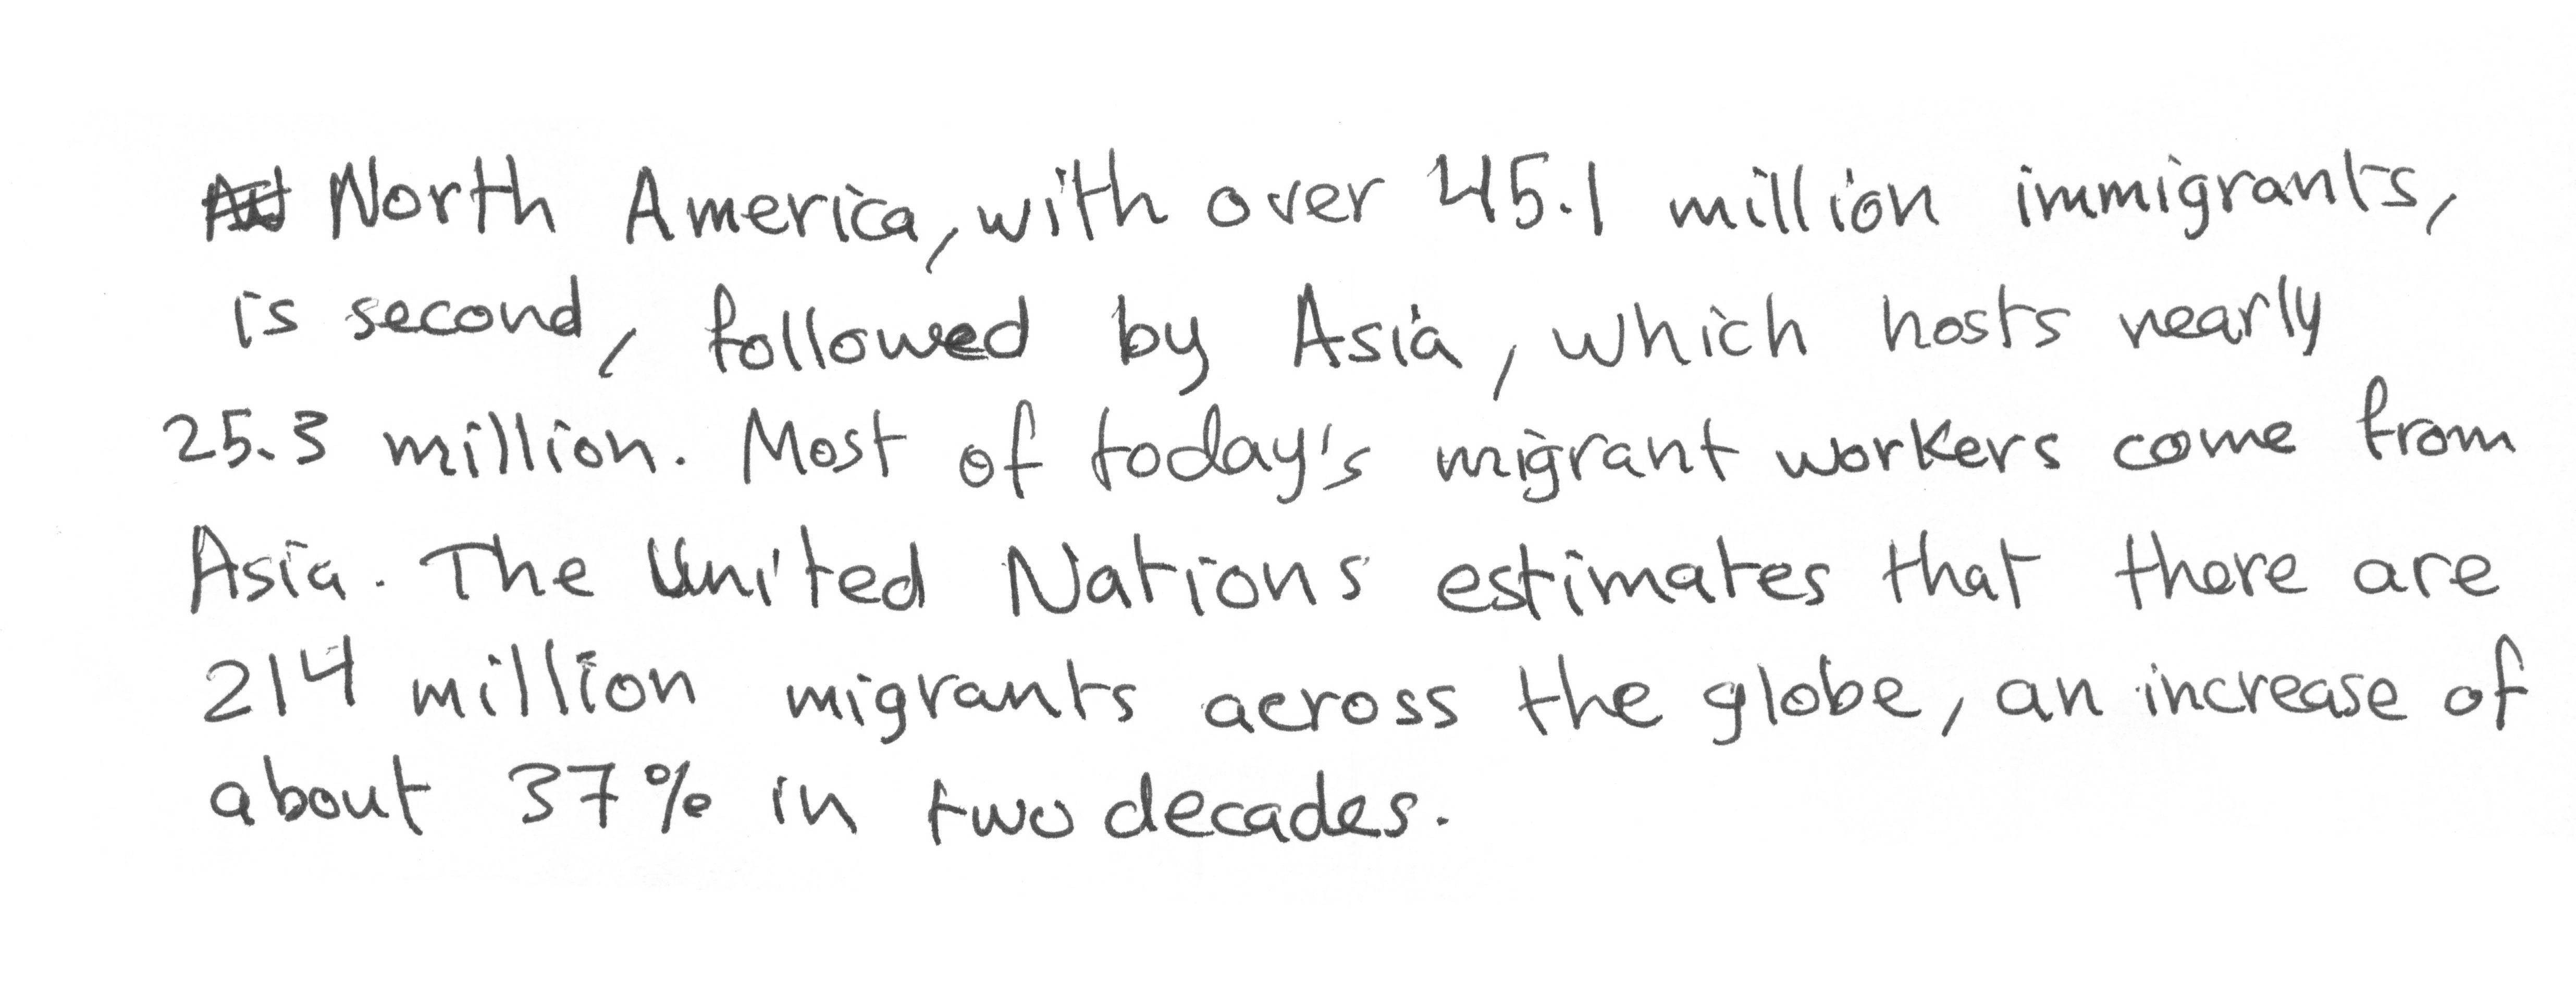 North America, with over 45.1 million immigrants,
is second, followed by Asia, which hosts nearly
25.3 million. Most of today's migrant workers come from
Asia. The United Nations estimates that there are
214 million migrants across the globe, an increase of
about 37% in two decades.